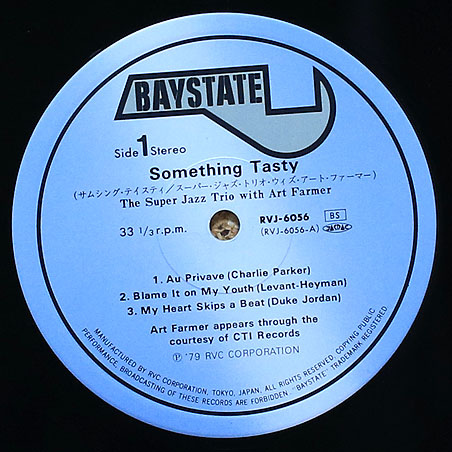 BAYSTATE
Side 1 Stereo
Something Tasty
(サムシング・テイスティ/スーパー・ジャズ・トリオ・ウィズ・アート・ファーマー)
The Super Jazz Trio with Art Farmer
33 1/3 r.p.m.
RVJ-6056 BS
(RVJ-6056-A) JASRAC
1. Au Privave (Charlie Parker)
2. Blame It on My Youth (Levant-Heyman)
3. My Heart Skips a Beat (Duke Jordan)
Art Farmer appears through the
courtesy of CTI Records
Ⓟ '79 RVC CORPORATION
MANUFACTURED BY RVC CORPORATION, TOKYO, JAPAN, ALL RIGHTS RESERVED, COPYING PUBLIC
PERFORMANCE, BROADCASTING OF THESE RECORDS ARE FORBIDDEN "BAYSTATE" TRADEMARK REGISTERED